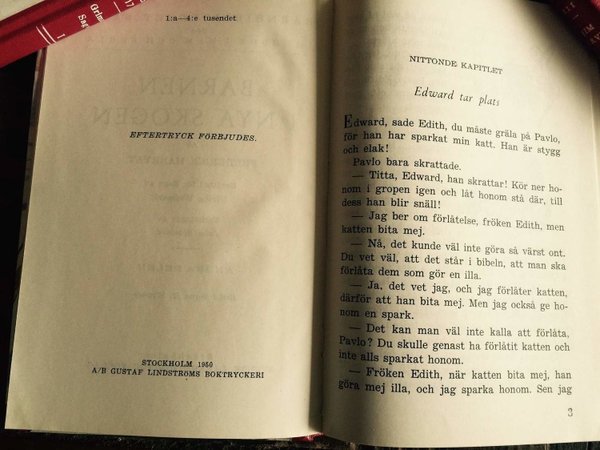 Grim
Sag
1
17
1:a—4:e tusendet
BARNEN
SKOGEN
EFTERTRYCK FÖRBJUDES.
STOCKHOLM 1950
A/B GUSTAF LINDSTRÖMS BOKTRYCKERI
NITTONDE KAPITLET
Edward tar plats
Edward, sade Edith, du måste gräla på Pavlo,
för han har sparkat min katt. Han är stygg
och elak!
Pavlo bara skrattade.
— Titta, Edward, han skrattar! Kör ner ho-
nom i gropen igen och låt honom stå där, till
dess han blir snäll!
— Jag ber om förlåtelse, fröken Edith, men
katten bita mej.
— Nå, det kunde väl inte göra så värst ont.
Du vet väl, att det står i bibeln, att man ska
förlåta dem som gör en illa.
— Ja, det vet jag, och jag förlåter katten,
därför att han bita mej. Men jag också ge ho-
nom en spark.
— Det kan man väl inte kalla att förlåta,
Pavlo? Du skulle genast ha förlåtit katten och
inte alls sparkat honom.
— Fröken Edith, när katten bita mej, han
göra mej illa, och jag sparka honom. Sen jag
3